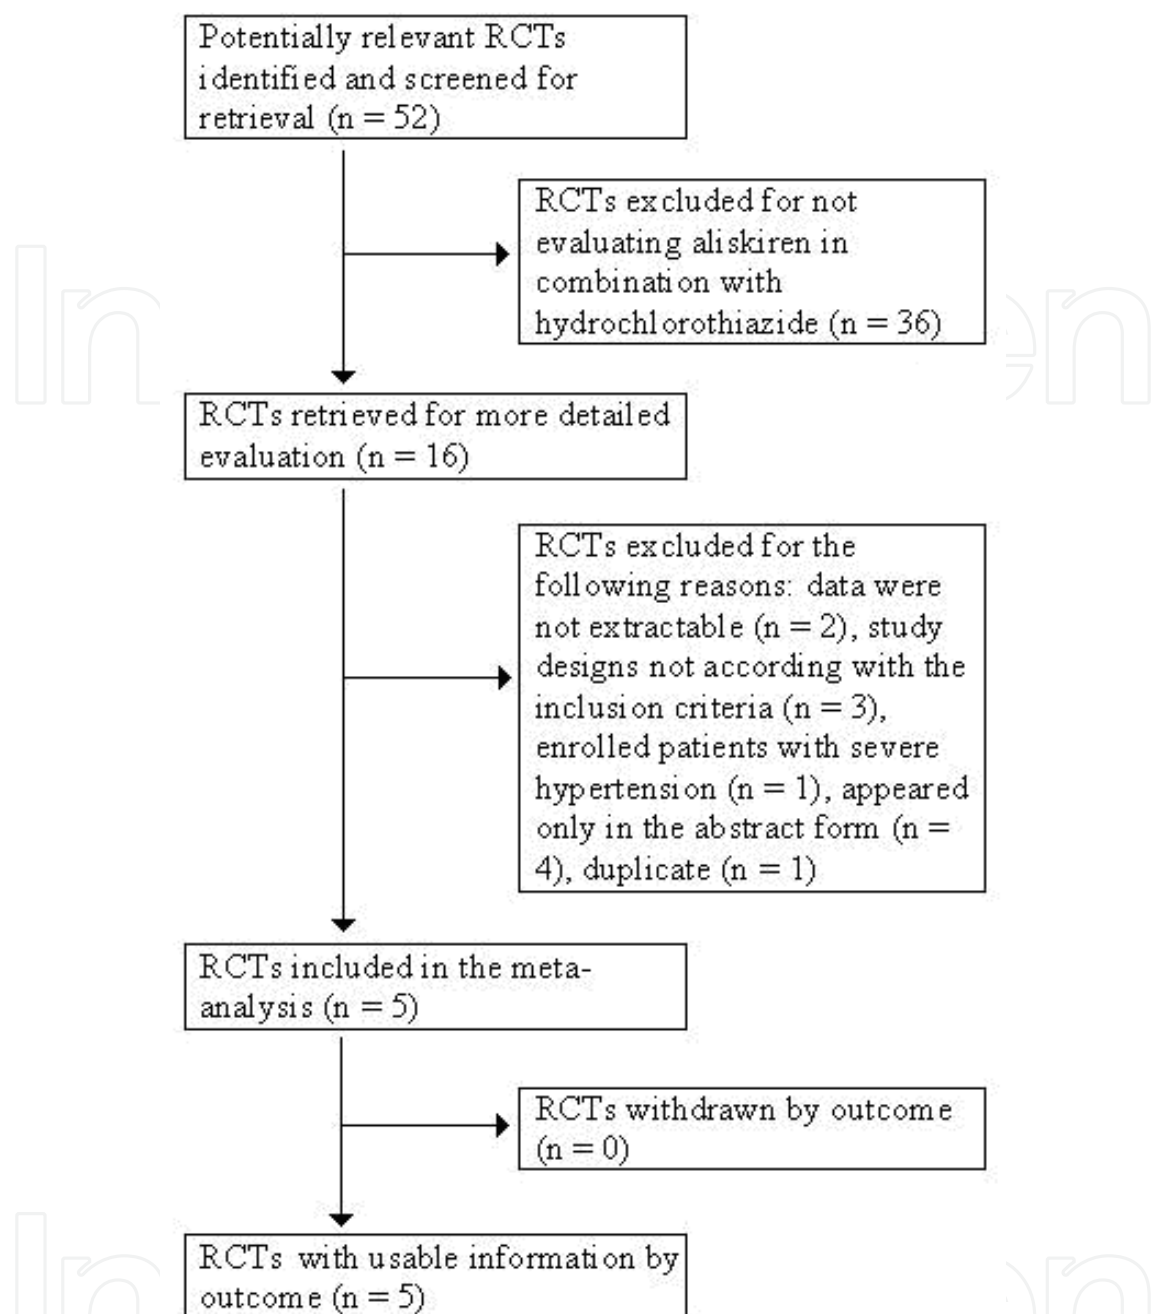 Potentially relevant RCTs
identified and screened for
retrieval (n = 52)
RCTs excluded for not
evaluating aliskiren in
combination with
hydrochlorothiazide (n = 36)
RCTs retrieved for more detailed
evaluation (n = 16)
RCTs excluded for the
following reasons: data were
not extractable (n = 2), study
designs not according with the
inclusion criteria (n = 3),
enrolled patients with severe
hypertension (n = 1), appeared
only in the abstract form (n =
4), duplicate (n = 1)
RCTs included in the meta-
analysis (n = 5)
RCTs withdrawn by outcome
(n = 0)
RCTs with usable information by
outcome (n = 5)